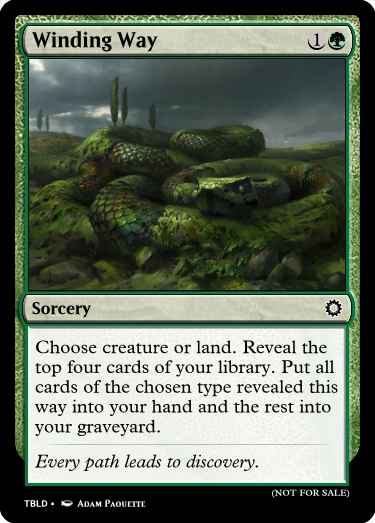 Winding Way 1
Sorcery
Choose creature or land. Reveal the
top four cards of your library. Put all
cards of the chosen type revealed this
way into your hand and the rest into
your graveyard.
Every path leads to discovery.
(NOT FOR SALE)
TBLD • Adam Paquette